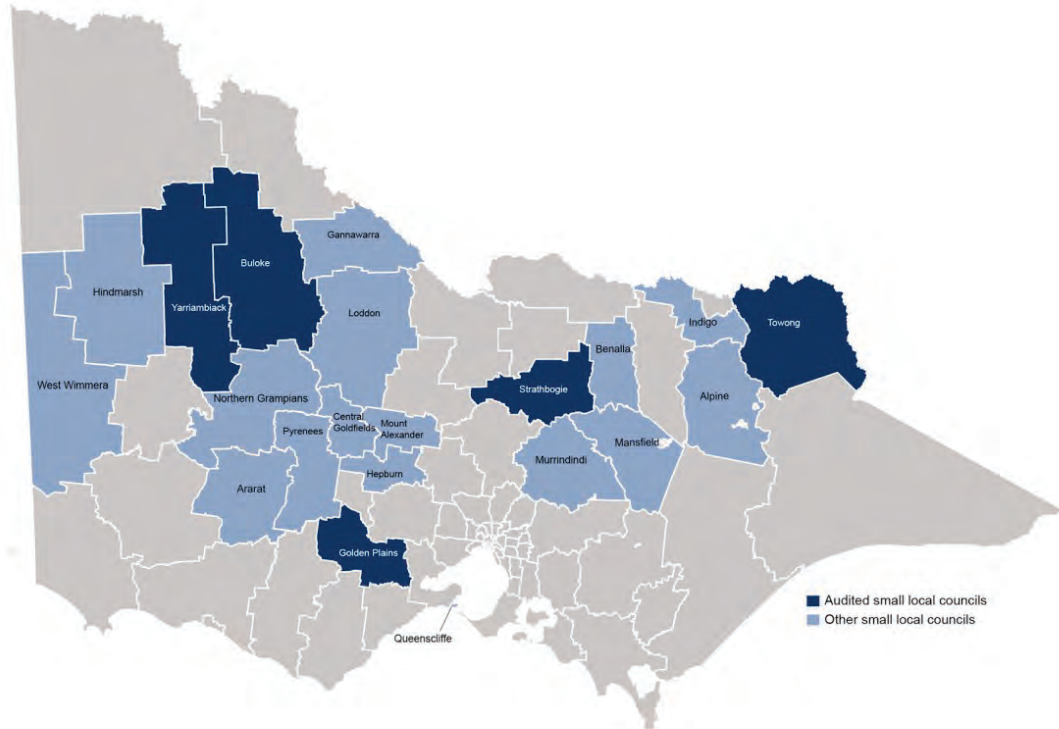 Gannawarra
Buloke
Hindmarsh
Yarriambiack
Loddon
Indigo
Towong
Benalla
West Wimmera
Strathbogie
Northern Grampians
Alpine
Central
Goldfields
Mount
Alexander
Pyrenees
Mansfield
Murrindindi
Hepburn
Ararat
Golden Plains
Queenscliffe
Audited small local councils
Other small local councils